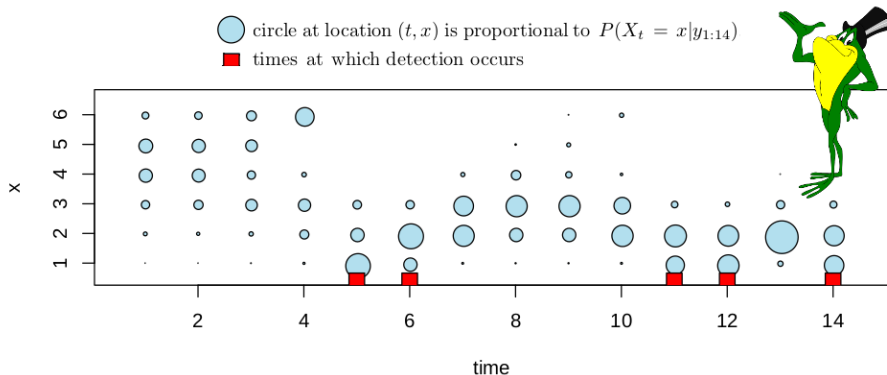 circle at location (t, x) is proportional to P(X_t = x|y_{1:14})
times at which detection occurs
x
6
5
4
3
2
1
2 4 6 8 10 12 14
time